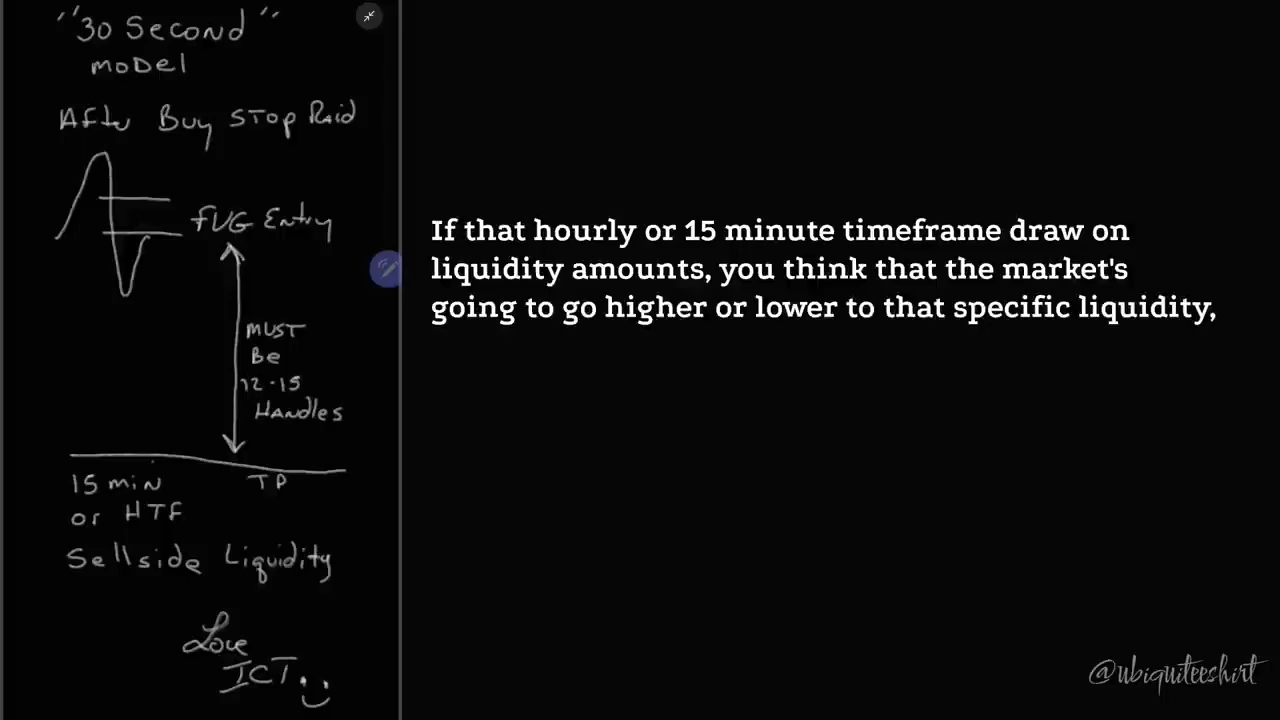 "30 Second"
moDel
After Buy STOP Raid
FVG Entry
MUST
Be
12-15
HANDles
15 min
or HTF
TP
Sellside Liquidity
Love
ICT
If that hourly or 15 minute timeframe draw on
liquidity amounts, you think that the market's
going to go higher or lower to that specific liquidity,
@ubiquiteeshirt